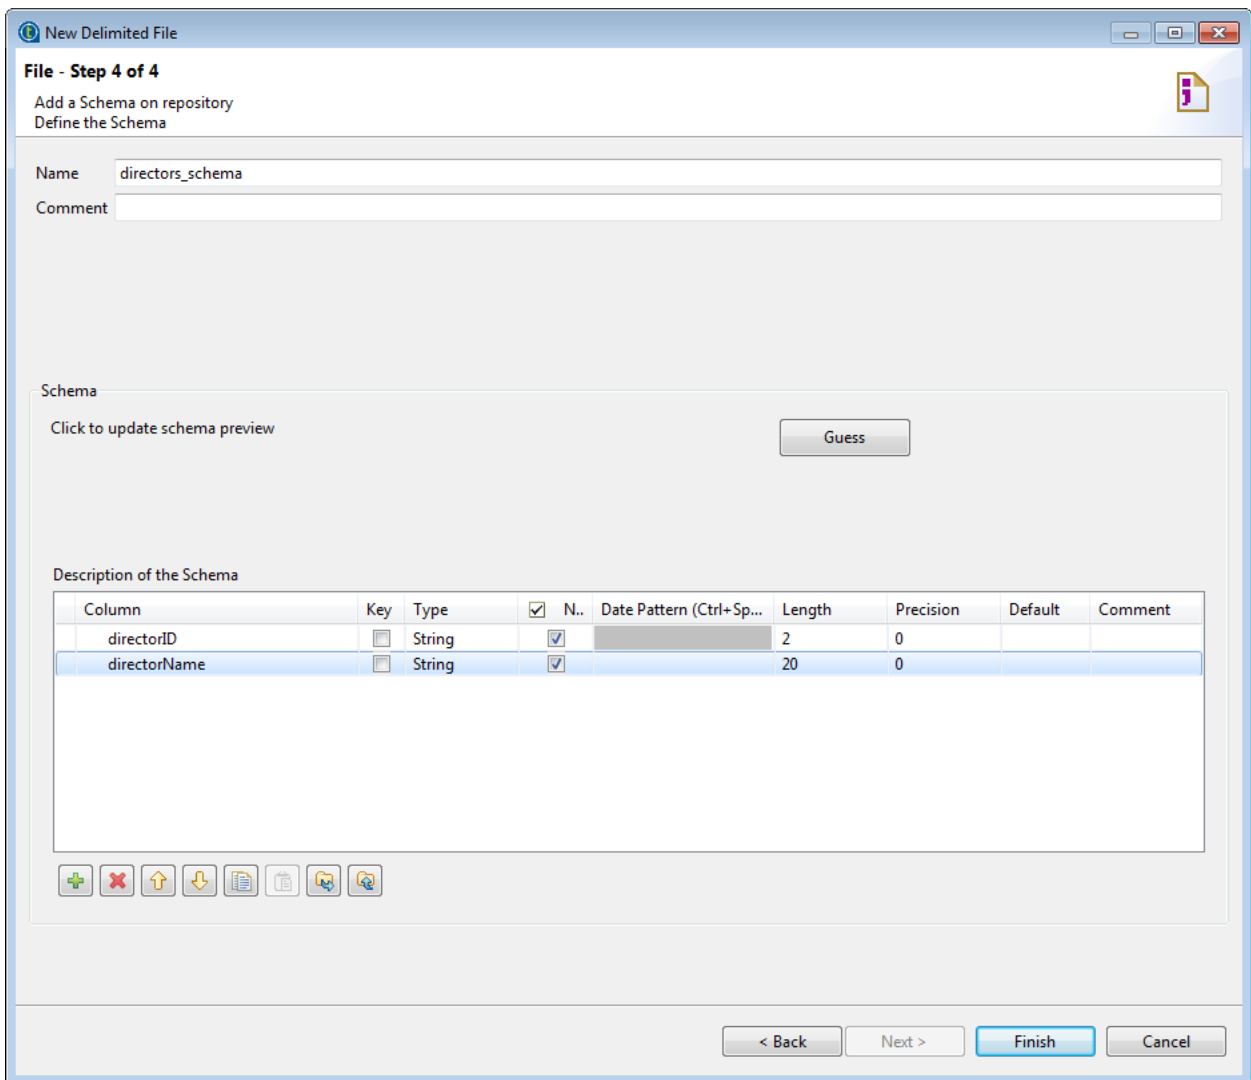 New Delimited File
File - Step 4 of 4
Add a Schema on repository
Define the Schema
Name directors_schema
Comment
Schema
Click to update schema preview
Guess
Description of the Schema
Column Key Type N.. Date Pattern (Ctrl+Sp... Length Precision Default Comment
directorID String 2 0
directorName String 20 0
< Back Next > Finish Cancel